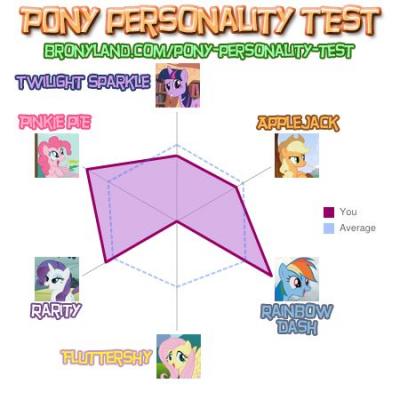 PONY PERSONALITY TEST
BRONYLAND.COM/PONY-PERSONALITY-TEST
TWILIGHT SPARKLE
PINKIE PIE
APPLEJACK
You
Average
RARITY
RAINBOW
DASH
FLUTTERSHY